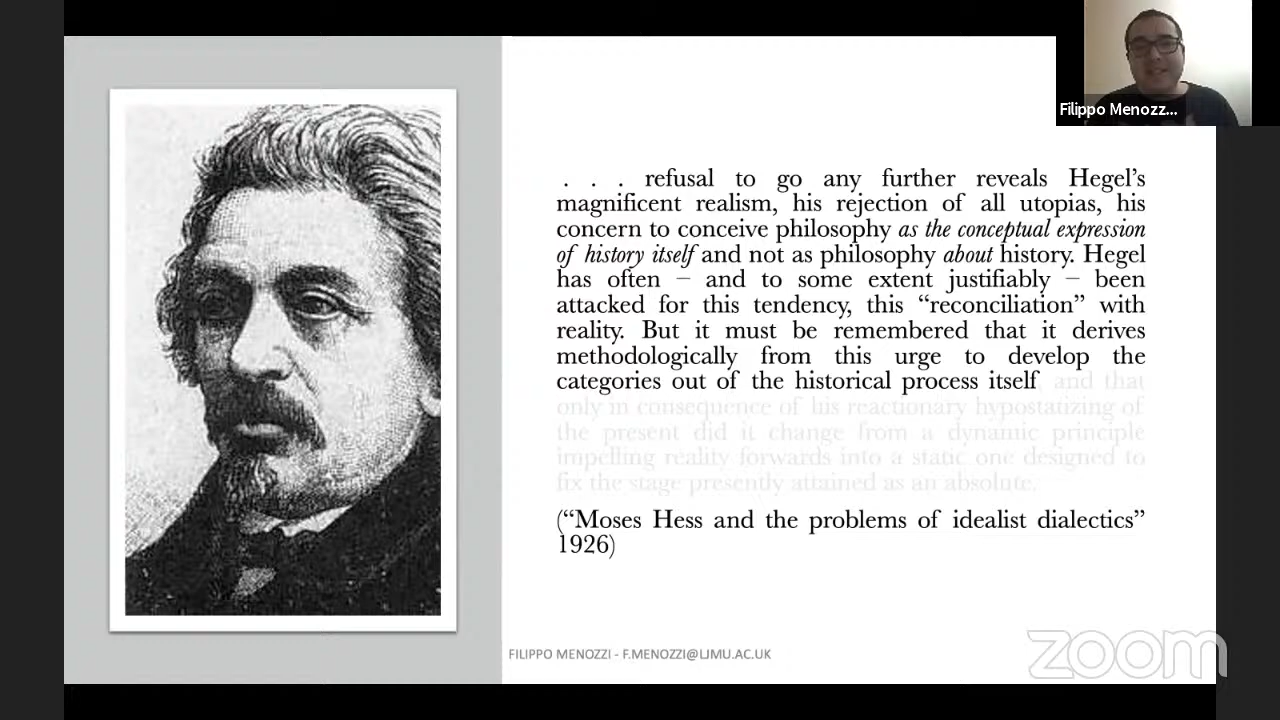 Filippo Menozz...
. . . refusal to go any further reveals Hegel’s
magnificent realism, his rejection of all utopias, his
concern to conceive philosophy as the conceptual expression
of history itself and not as philosophy about history. Hegel
has often – and to some extent justifiably – been
attacked for this tendency, this “reconciliation” with
reality. But it must be remembered that it derives
methodologically from this urge to develop the
categories out of the historical process itself, and that
only in consequence of his reactionary hypostatizing of
the present did it change from a dynamic principle
impelling reality forwards into a static one designed to
fix the stage presently attained as an absolute.
(“Moses Hess and the problems of idealist dialectics”
1926)
FILIPPO MENOZZI - F.MENOZZI@LJMU.AC.UK
zoom